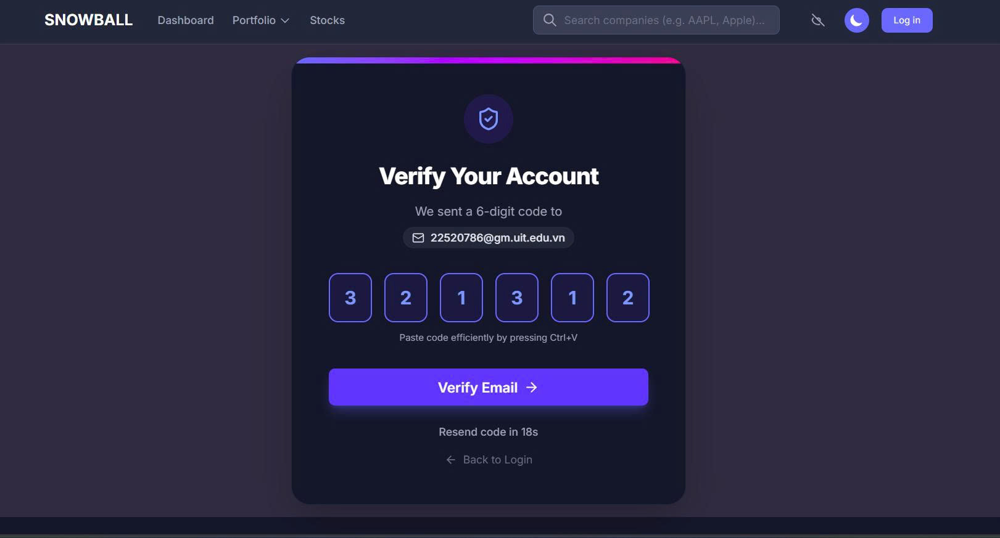 SNOWBALL Dashboard Portfolio Stocks Search companies (e.g. AAPL, Apple)... Log in
Verify Your Account
We sent a 6-digit code to
22520786@gm.uit.edu.vn
3 2 1 3 1 2
Paste code efficiently by pressing Ctrl+V
Verify Email →
Resend code in 18s
← Back to Login